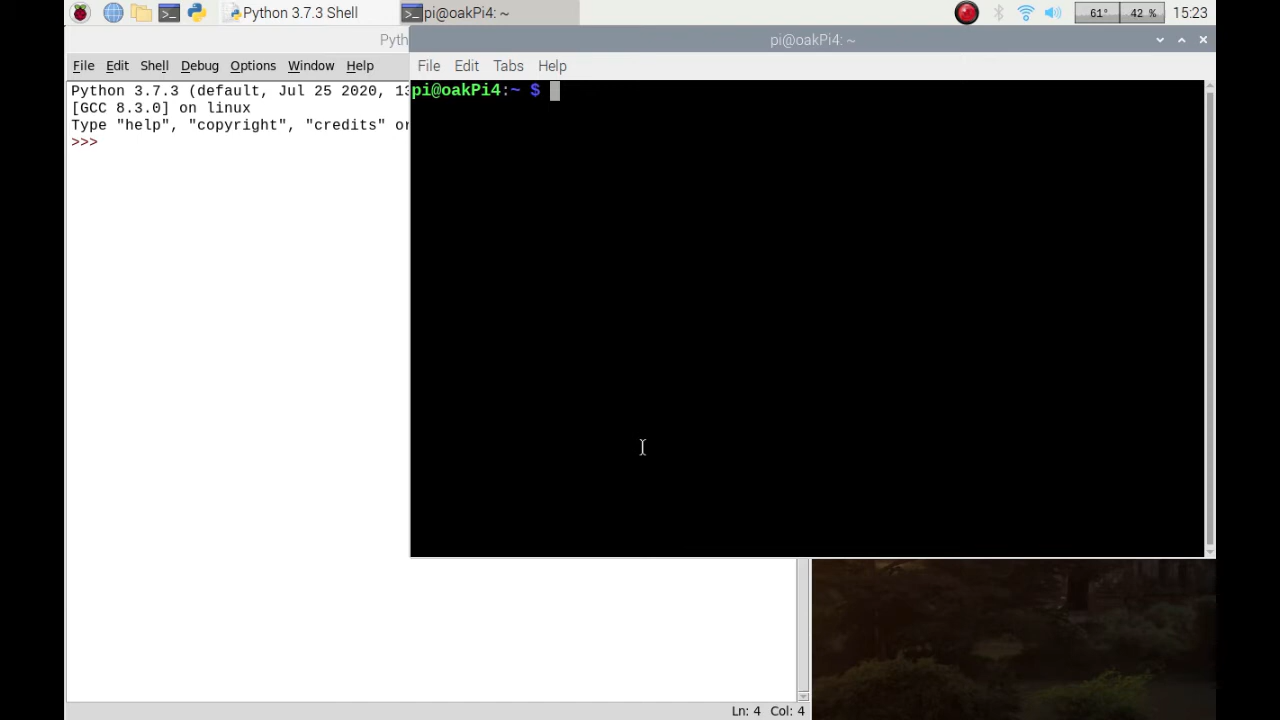 Python 3.7.3 Shell
pi@oakPi4: ~
61° 42 % 15:23
Pyth
pi@oakPi4: ~
File Edit Shell Debug Options Window Help
File Edit Tabs Help
Python 3.7.3 (default, Jul 25 2020, 13
[GCC 8.3.0] on linux
Type "help", "copyright", "credits" or
>>>
pi@oakPi4:~ $
Ln: 4 Col: 4